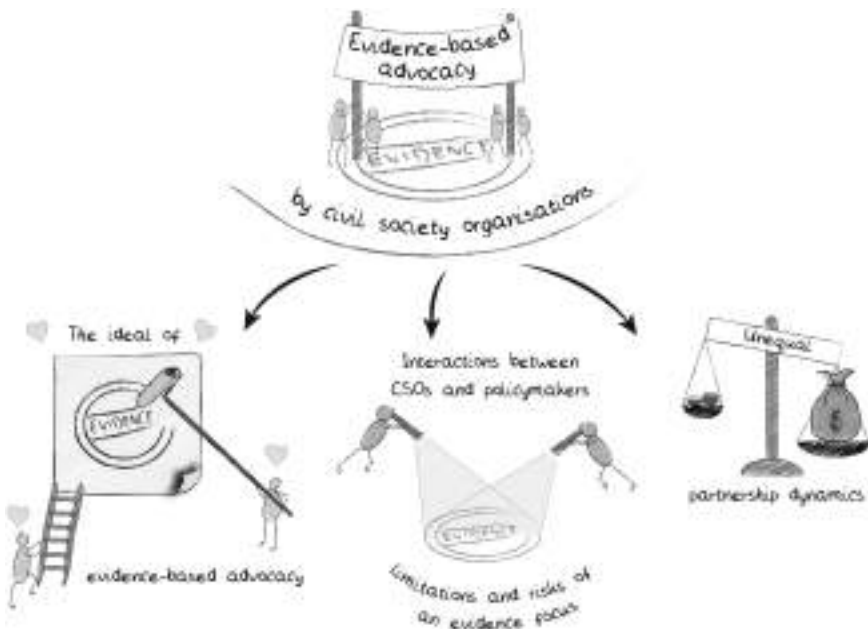 Evidence-based
advocacy
EVIDENCE
by civil society organisations
The ideal of
EVIDENCE
evidence-based advocacy
Interactions between
CSOs and policymakers
EVIDENCE
Limitations and risks of
an evidence focus
Unequal
$
partnership dynamics